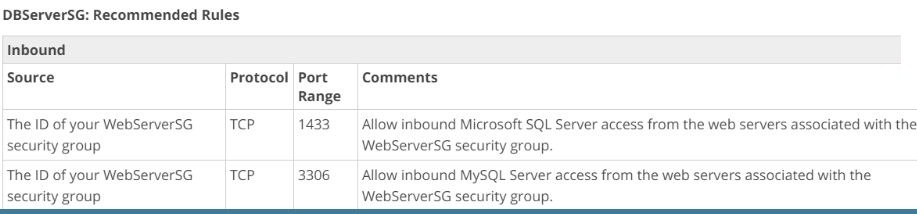 DBServerSG: Recommended Rules
Inbound
Source Protocol Port Range Comments
The ID of your WebServerSG security group TCP 1433 Allow inbound Microsoft SQL Server access from the web servers associated with the WebServerSG security group.
The ID of your WebServerSG security group TCP 3306 Allow inbound MySQL Server access from the web servers associated with the WebServerSG security group.